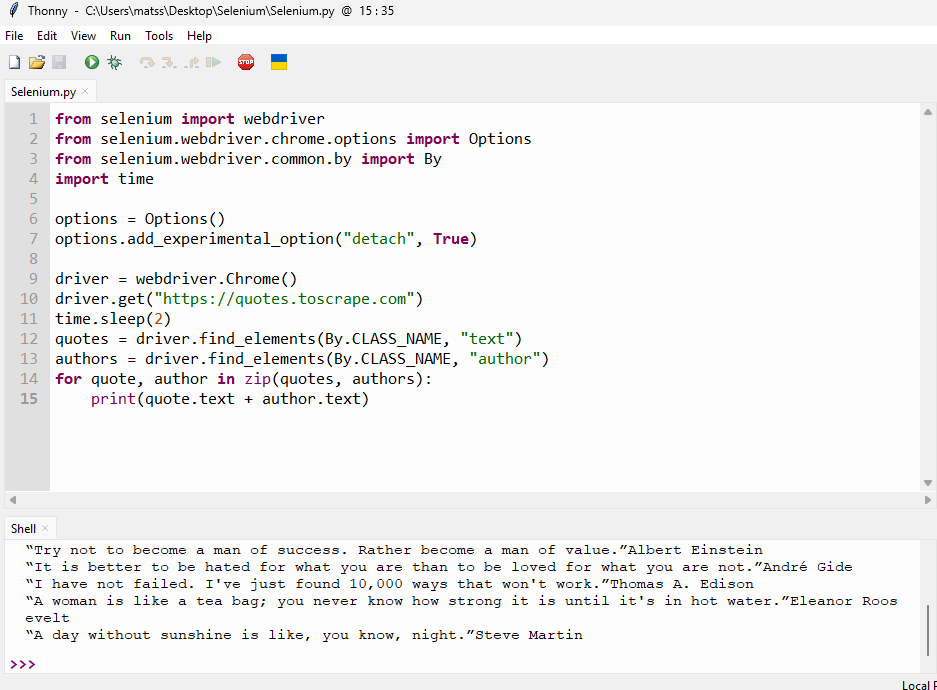 Thonny - C:\Users\matss\Desktop\Selenium\Selenium.py @ 15 : 35
File Edit View Run Tools Help
STOP
Selenium.py ×
1 from selenium import webdriver
2 from selenium.webdriver.chrome.options import Options
3 from selenium.webdriver.common.by import By
4 import time
5
6 options = Options()
7 options.add_experimental_option("detach", True)
8
9 driver = webdriver.Chrome()
10 driver.get("https://quotes.toscrape.com")
11 time.sleep(2)
12 quotes = driver.find_elements(By.CLASS_NAME, "text")
13 authors = driver.find_elements(By.CLASS_NAME, "author")
14 for quote, author in zip(quotes, authors):
15     print(quote.text + author.text)
Shell ×
“Try not to become a man of success. Rather become a man of value.”Albert Einstein
“It is better to be hated for what you are than to be loved for what you are not.”André Gide
“I have not failed. I've just found 10,000 ways that won't work.”Thomas A. Edison
“A woman is like a tea bag; you never know how strong it is until it's in hot water.”Eleanor Roos
evelt
“A day without sunshine is like, you know, night.”Steve Martin
>>>
Local